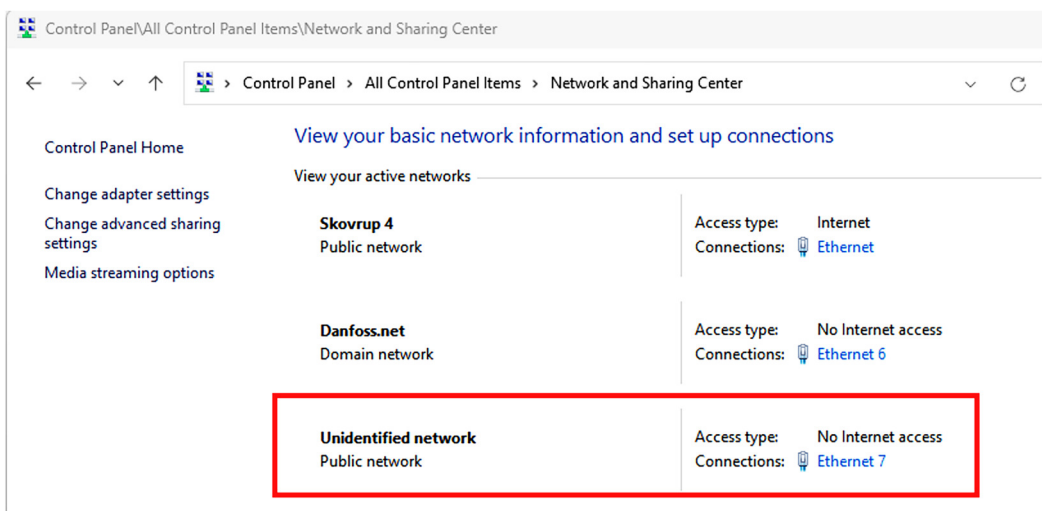 Control Panel\All Control Panel Items\Network and Sharing Center
Control Panel > All Control Panel Items > Network and Sharing Center
Control Panel Home
Change adapter settings
Change advanced sharing
settings
Media streaming options
View your basic network information and set up connections
View your active networks
Skovrup 4
Public network
Access type: Internet
Connections: Ethernet
Danfoss.net
Domain network
Access type: No Internet access
Connections: Ethernet 6
Unidentified network
Public network
Access type: No Internet access
Connections: Ethernet 7